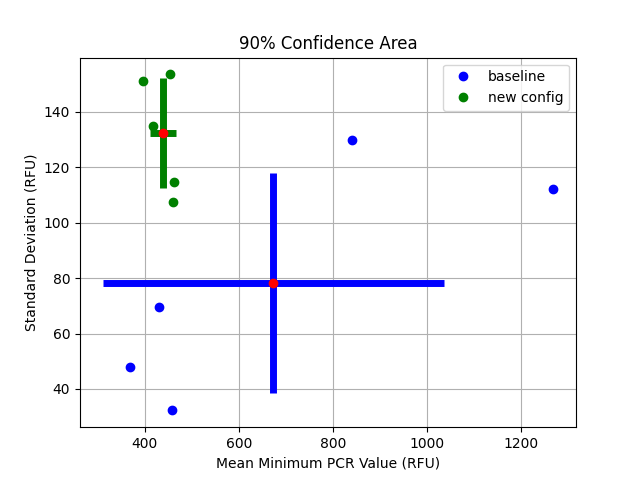 90% Confidence Area
baseline
new config
140
120
100
80
60
40
Standard Deviation (RFU)
400
600
800
1000
1200
Mean Minimum PCR Value (RFU)